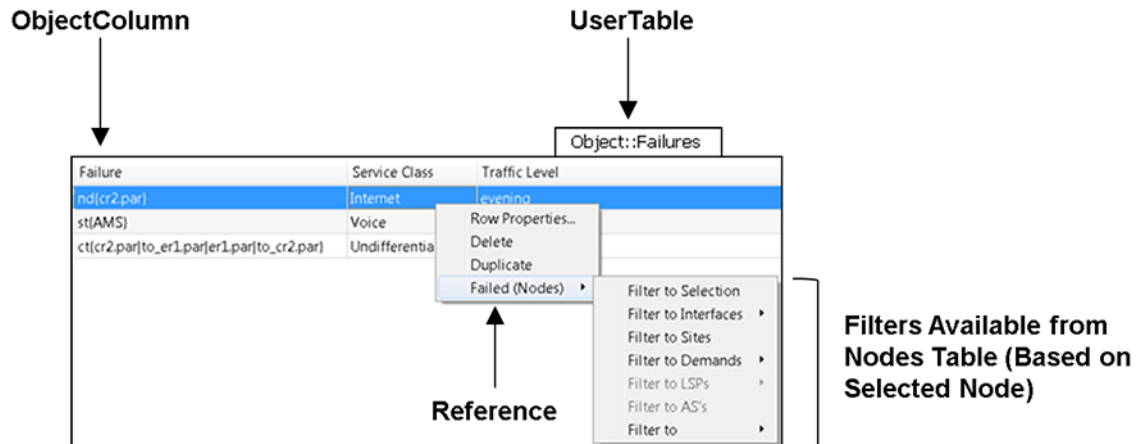 ObjectColumn UserTable
Object::Failures
Failure Service Class Traffic Level
nd(cr2.par) Internet evening
st(AMS) Voice
ct(cr2.par|to_er1.par|er1.par|to_cr2.par) Undifferentia
Row Properties...
Delete
Duplicate
Failed (Nodes)
Filter to Selection
Filter to Interfaces
Filter to Sites
Filter to Demands
Filter to LSPs
Filter to AS's
Filter to
Reference
Filters Available from
Nodes Table (Based on
Selected Node)